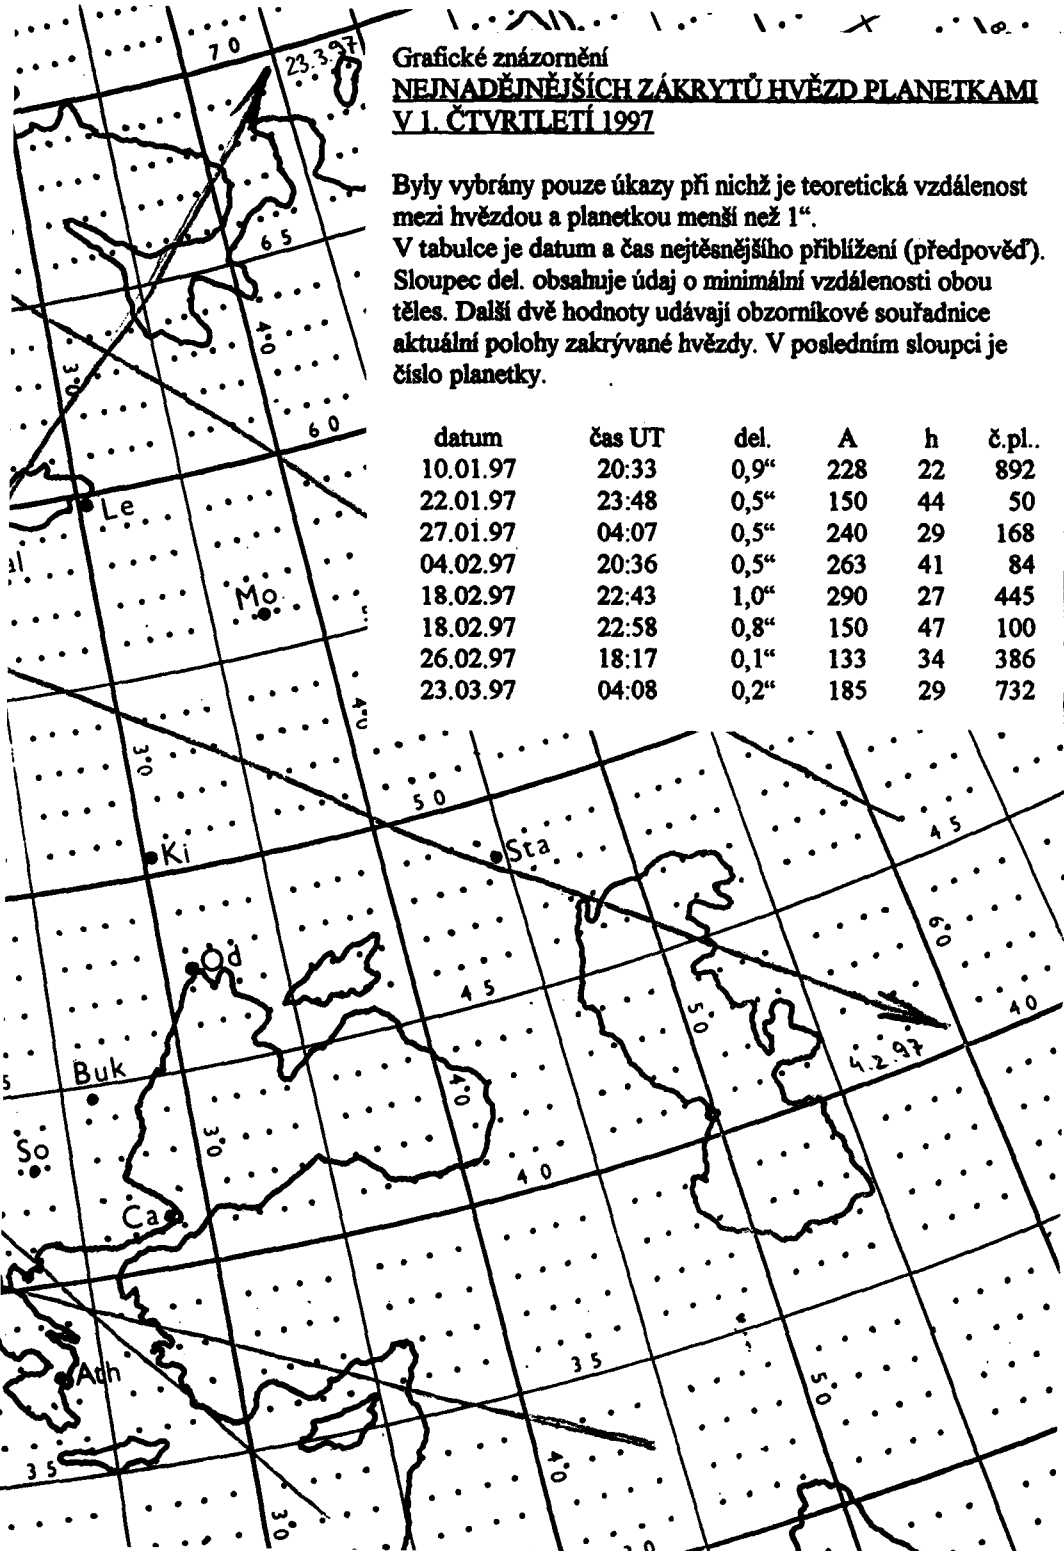 Grafické znázornění
NEJNADĚJNĚJŠÍCH ZÁKRYTŮ HVĚZD PLANETKAMI
V 1. ČTVRTLETÍ 1997
Byly vybrány pouze úkazy při nichž je teoretická vzdálenost
mezi hvězdou a planetkou menší než 1“.
V tabulce je datum a čas nejtěsnějšího přiblížení (předpověď).
Sloupec del. obsahuje údaj o minimální vzdálenosti obou
těles. Další dvě hodnoty udávají obzorníkové souřadnice
aktuální polohy zakrývané hvězdy. V posledním sloupci je
číslo planetky.
datum čas UT del. A h č.pl..
10.01.97 20:33 0,9“ 228 22 892
22.01.97 23:48 0,5“ 150 44 50
27.01.97 04:07 0,5“ 240 29 168
04.02.97 20:36 0,5“ 263 41 84
18.02.97 22:43 1,0“ 290 27 445
18.02.97 22:58 0,8“ 150 47 100
26.02.97 18:17 0,1“ 133 34 386
23.03.97 04:08 0,2“ 185 29 732
70
23.3.97
65
40
30
60
Le
al
Mo
40
30
50
Ki
Sta
45
60
Od
45
50
40
4.2.97
Buk
40
30
So
40
Ca
35
Ath
50
35
40
30